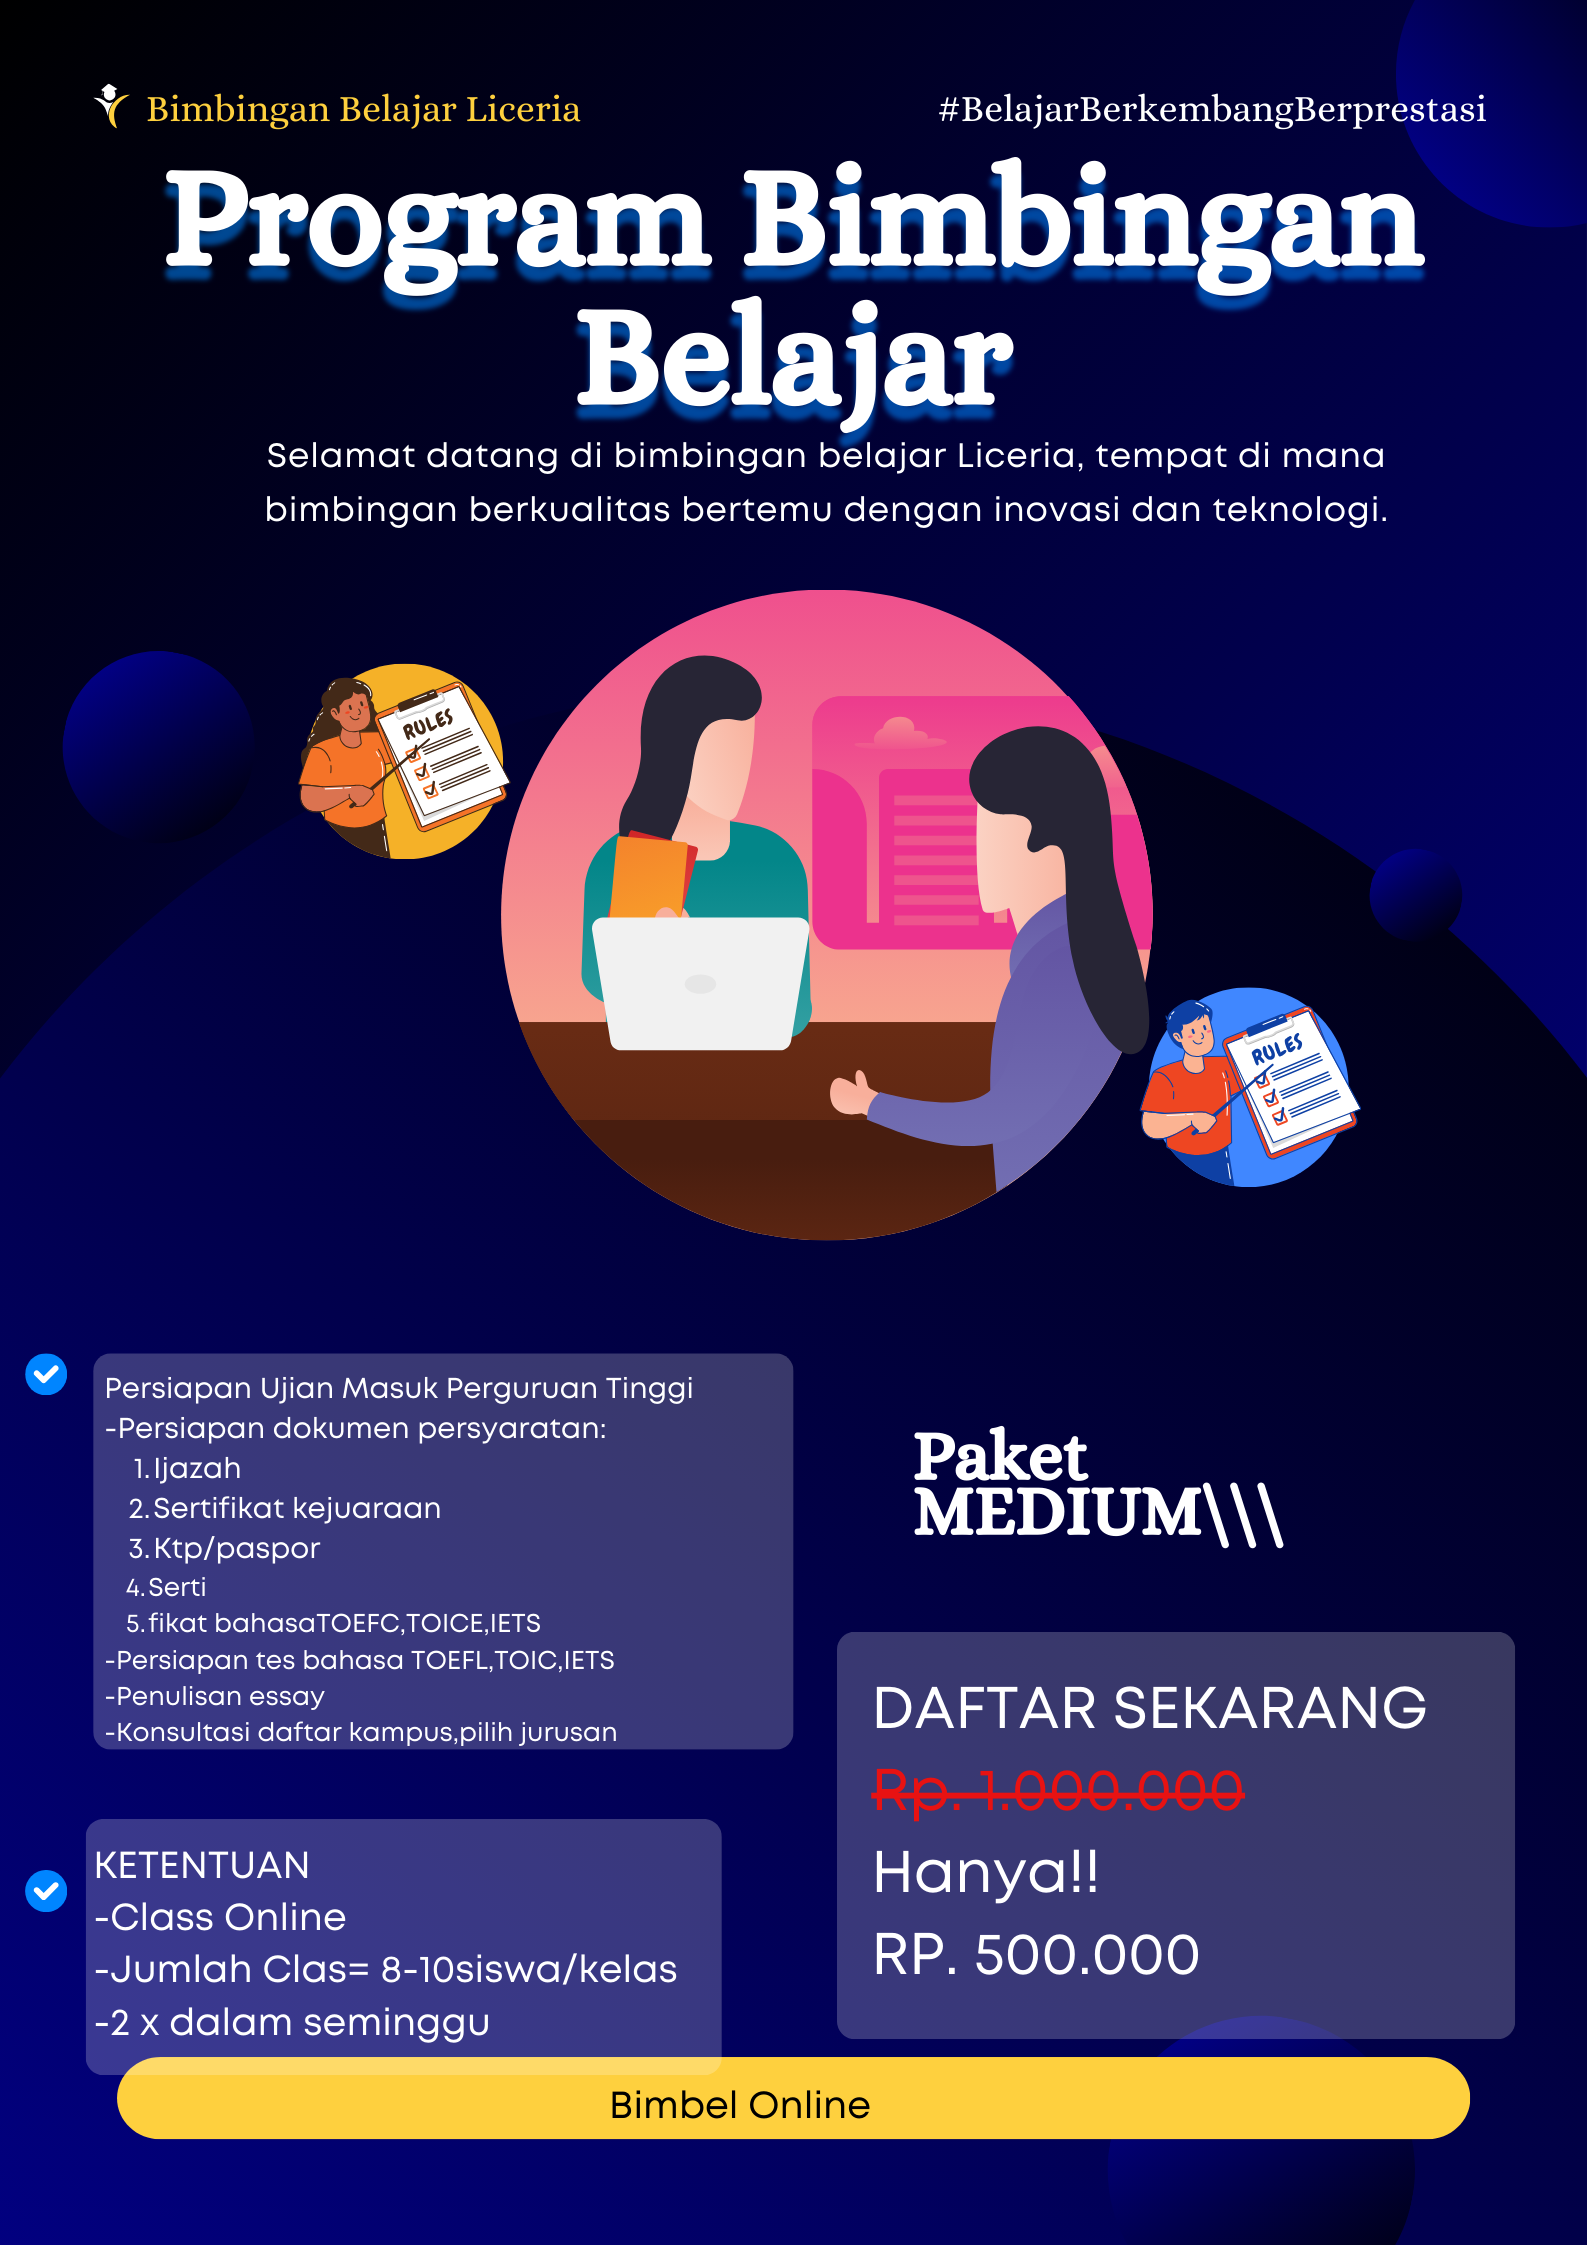 Bimbingan Belajar Liceria
#BelajarBerkembangBerprestasi
Program Bimbingan
Belajar
Selamat datang di bimbingan belajar Liceria, tempat di mana
bimbingan berkualitas bertemu dengan inovasi dan teknologi.
RULES
RULES
Persiapan Ujian Masuk Perguruan Tinggi
-Persiapan dokumen persyaratan:
1. Ijazah
2. Sertifikat kejuaraan
3. Ktp/paspor
4. Serti
5. fikat bahasaTOEFC,TOICE,IETS
-Persiapan tes bahasa TOEFL,TOIC,IETS
-Penulisan essay
-Konsultasi daftar kampus,pilih jurusan
Paket
MEDIUM\\\
DAFTAR SEKARANG
Rp. 1.000.000
Hanya!!
RP. 500.000
KETENTUAN
-Class Online
-Jumlah Clas= 8-10siswa/kelas
-2 x dalam seminggu
Bimbel Online